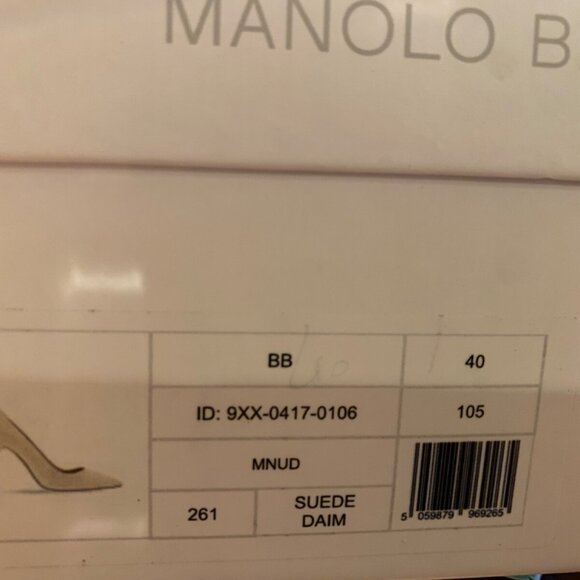 MANOLO B
BB 40
ID: 9XX-0417-0106 105
MNUD
261 SUEDE
DAIM
5 059879 969265